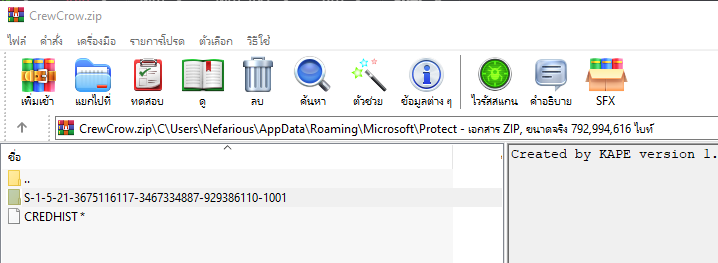 CrewCrow.zip
ไฟล์ คำสั่ง เครื่องมือ รายการโปรด ตัวเลือก วิธีใช้
เพิ่มเข้า แยกไปที่ ทดสอบ ดู ลบ ค้นหา ตัวช่วย ข้อมูลต่าง ๆ ไวรัสสแกน คำอธิบาย SFX
CrewCrow.zip\C\Users\Nefarious\AppData\Roaming\Microsoft\Protect - เอกสาร ZIP, ขนาดจริง 792,994,616 ไบท์
ชื่อ
Created by KAPE version 1.
..
S-1-5-21-3675116117-3467334887-929386110-1001
CREDHIST *